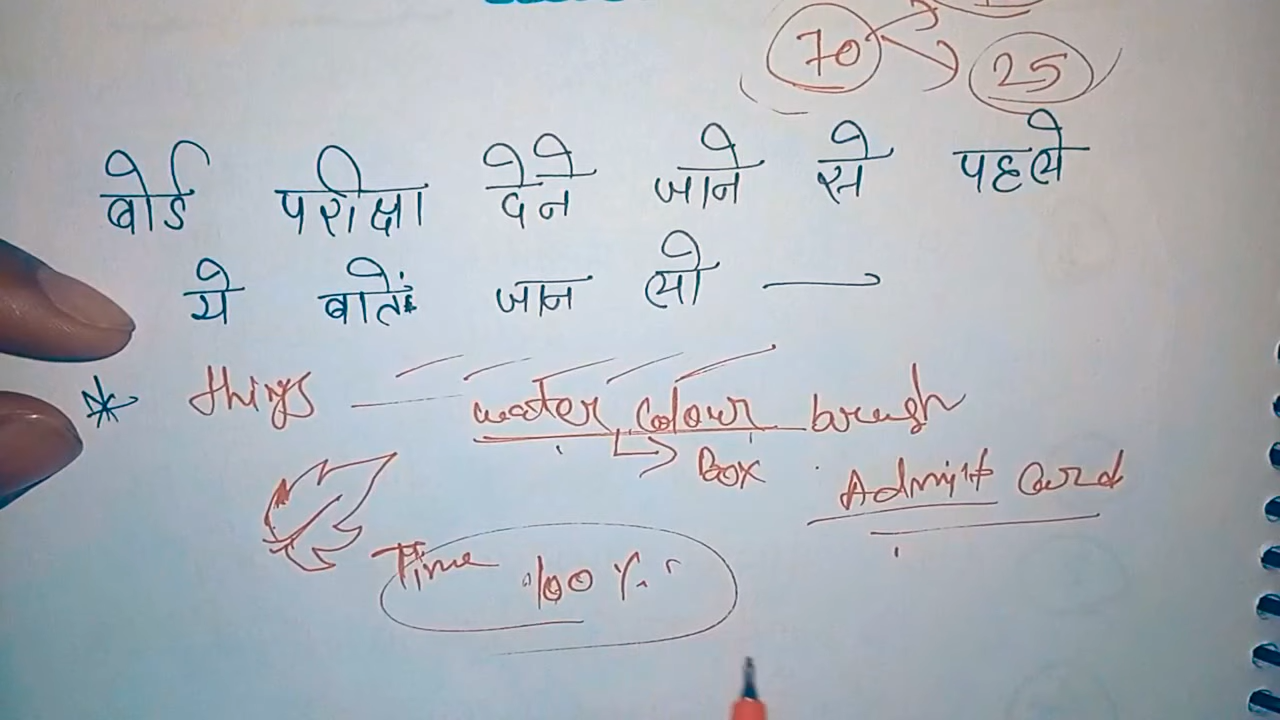 70 25
बोर्ड परीक्षा देने जाने से पहले
ये बातें जान लो —
* things — water colour brush
Box
Admit Card
Time 100%